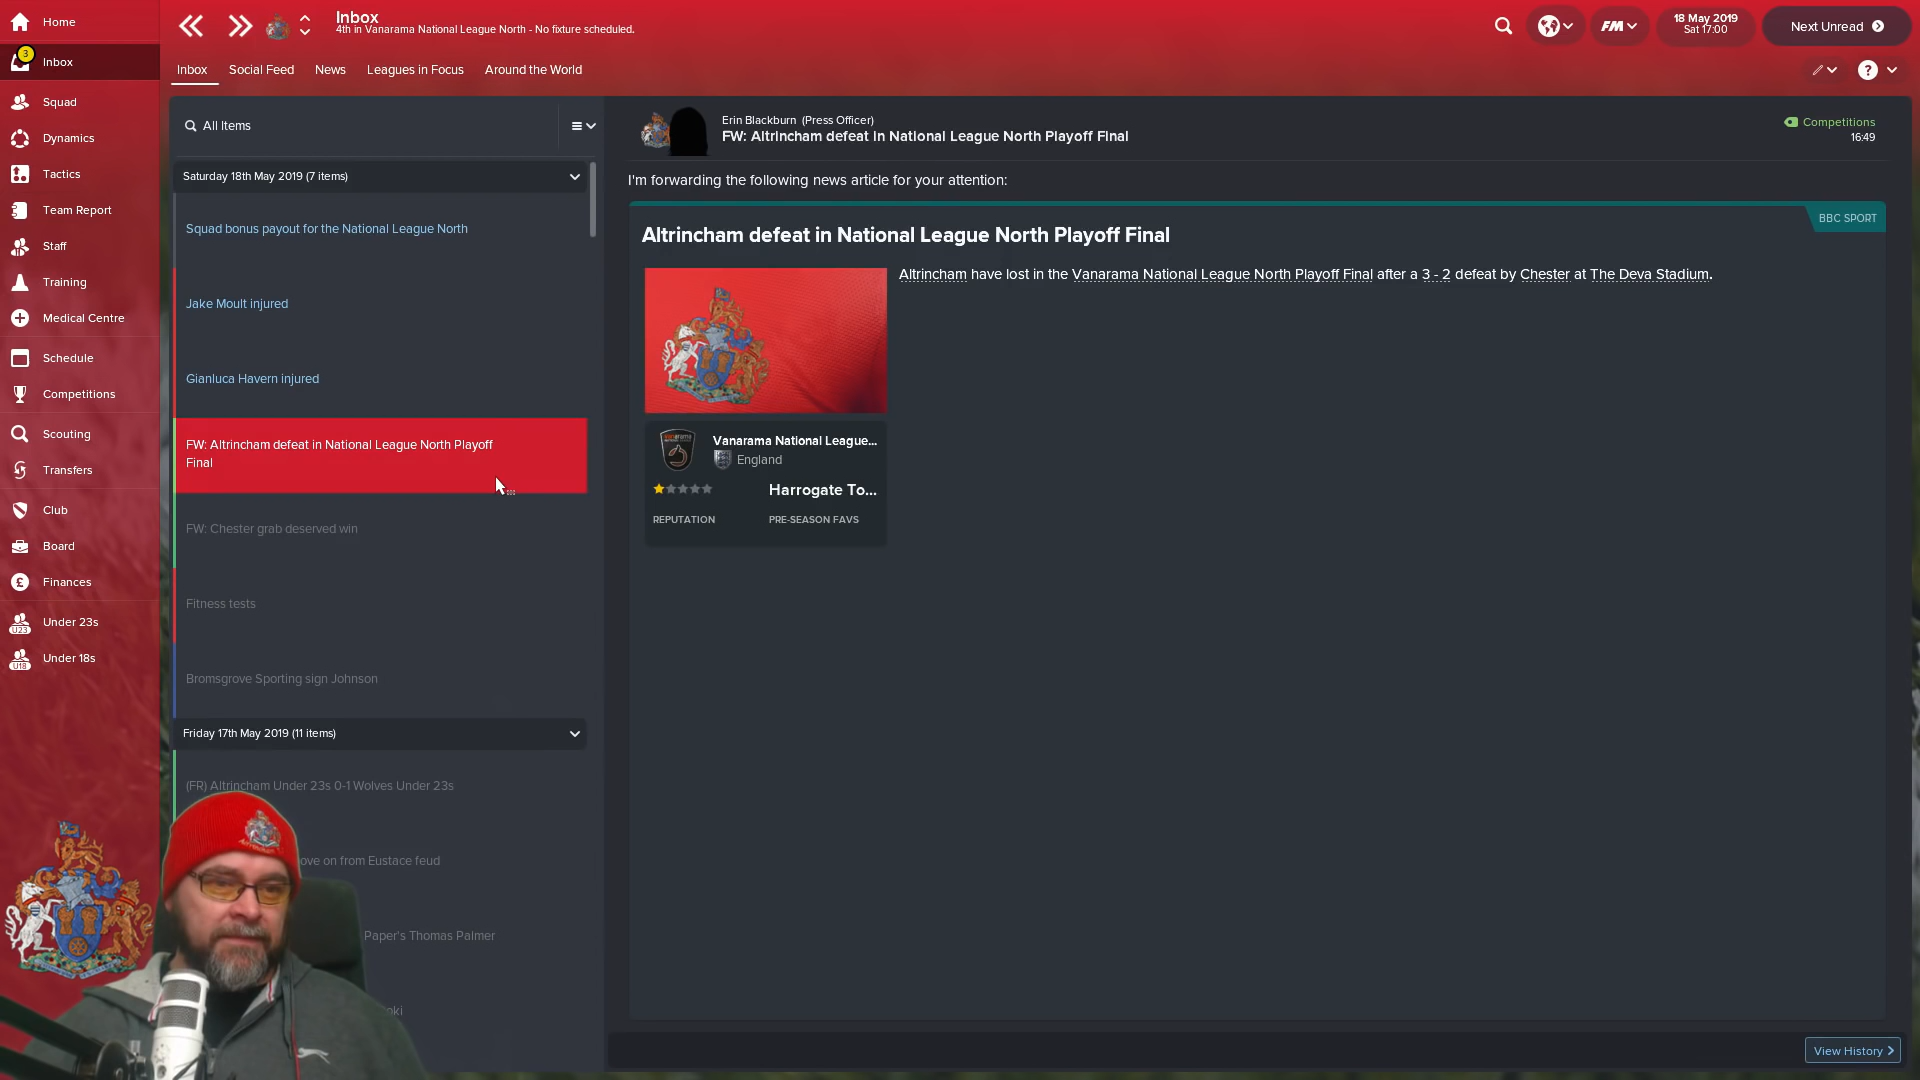 Home
3
Inbox
Squad
Dynamics
Tactics
Team Report
Staff
Training
Medical Centre
Schedule
Competitions
Scouting
Transfers
Club
Board
Finances
U23
Under 23s
U18
Under 18s
Inbox
4th in Vanarama National League North - No fixture scheduled.
FM
18 May 2019
Sat 17:00
Next Unread
Inbox
Social Feed
News
Leagues in Focus
Around the World
?
All Items
Saturday 18th May 2019 (7 items)
Squad bonus payout for the National League North
Jake Moult injured
Gianluca Havern injured
FW: Altrincham defeat in National League North Playoff
Final
FW: Chester grab deserved win
Fitness tests
Bromsgrove Sporting sign Johnson
Friday 17th May 2019 (11 items)
(FR) Altrincham Under 23s 0-1 Wolves Under 23s
ove on from Eustace feud
Paper's Thomas Palmer
oki
Erin Blackburn (Press Officer)
FW: Altrincham defeat in National League North Playoff Final
Competitions
16:49
I'm forwarding the following news article for your attention:
BBC SPORT
Altrincham defeat in National League North Playoff Final
Altrincham have lost in the Vanarama National League North Playoff Final after a 3 - 2 defeat by Chester at The Deva Stadium.
Vanarama National League...
England
Harrogate To...
REPUTATION
PRE-SEASON FAVS
View History